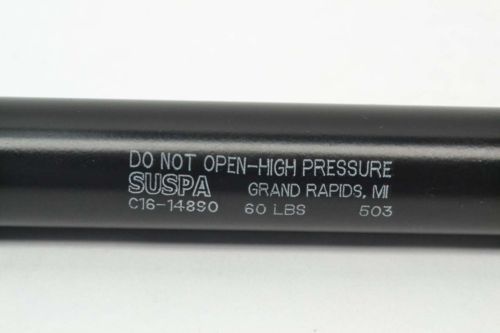 DO NOT OPEN-HIGH PRESSURE
SUSPA GRAND RAPIDS, MI
C16-14890 60 LBS 503